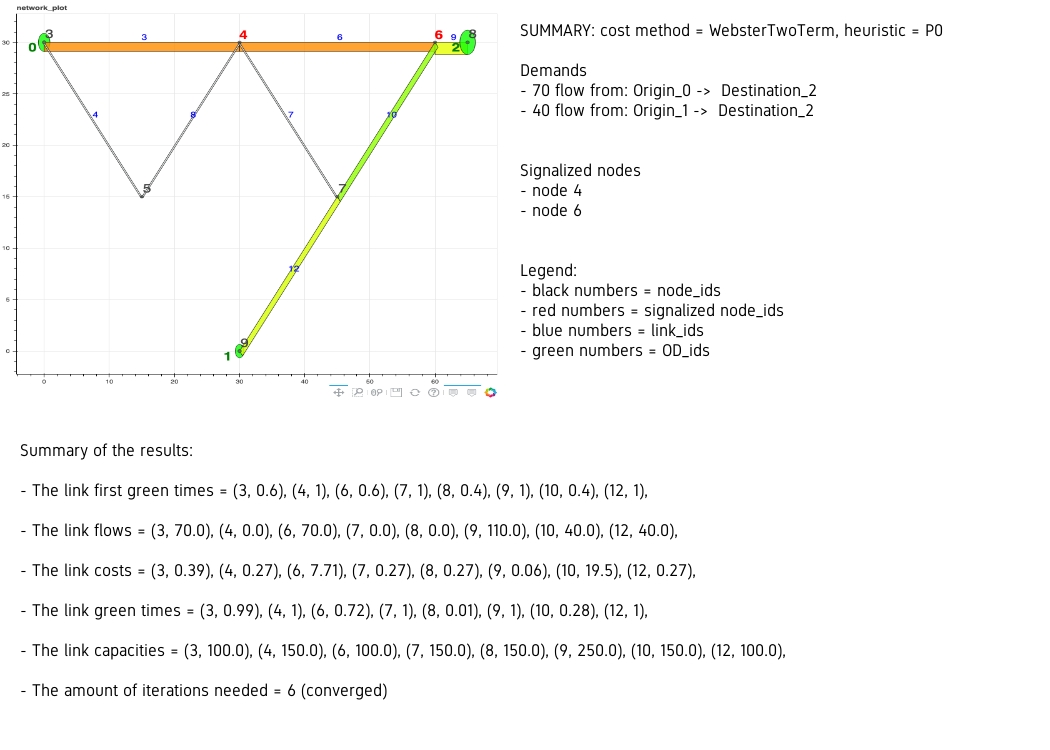 network_plot
SUMMARY: cost method = WebsterTwoTerm, heuristic = P0
Demands
- 70 flow from: Origin_0 -> Destination_2
- 40 flow from: Origin_1 -> Destination_2
Signalized nodes
- node 4
- node 6
Legend:
- black numbers = node_ids
- red numbers = signalized node_ids
- blue numbers = link_ids
- green numbers = OD_ids
30
25
20
15
10
5
0
0 10 20 30 40 50 60
3 4 6 8
0 3 6 9 2
4 8 7 10
5 7
12
9
1
Summary of the results:
- The link first green times = (3, 0.6), (4, 1), (6, 0.6), (7, 1), (8, 0.4), (9, 1), (10, 0.4), (12, 1),
- The link flows = (3, 70.0), (4, 0.0), (6, 70.0), (7, 0.0), (8, 0.0), (9, 110.0), (10, 40.0), (12, 40.0),
- The link costs = (3, 0.39), (4, 0.27), (6, 7.71), (7, 0.27), (8, 0.27), (9, 0.06), (10, 19.5), (12, 0.27),
- The link green times = (3, 0.99), (4, 1), (6, 0.72), (7, 1), (8, 0.01), (9, 1), (10, 0.28), (12, 1),
- The link capacities = (3, 100.0), (4, 150.0), (6, 100.0), (7, 150.0), (8, 150.0), (9, 250.0), (10, 150.0), (12, 100.0),
- The amount of iterations needed = 6 (converged)